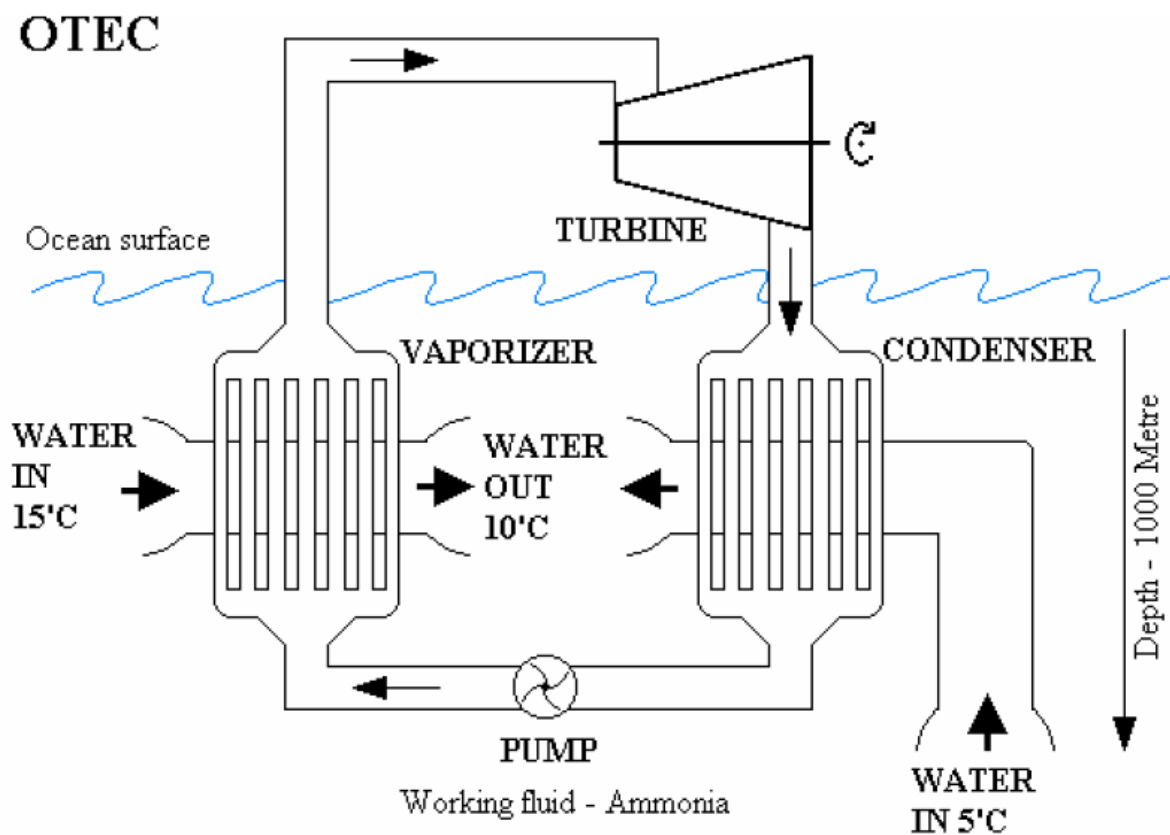 OTEC
TURBINE
Ocean surface
VAPORIZER
CONDENSER
WATER
IN
15'C
WATER
OUT
10'C
Depth - 1000 Metre
PUMP
WATER
IN 5'C
Working fluid - Ammonia